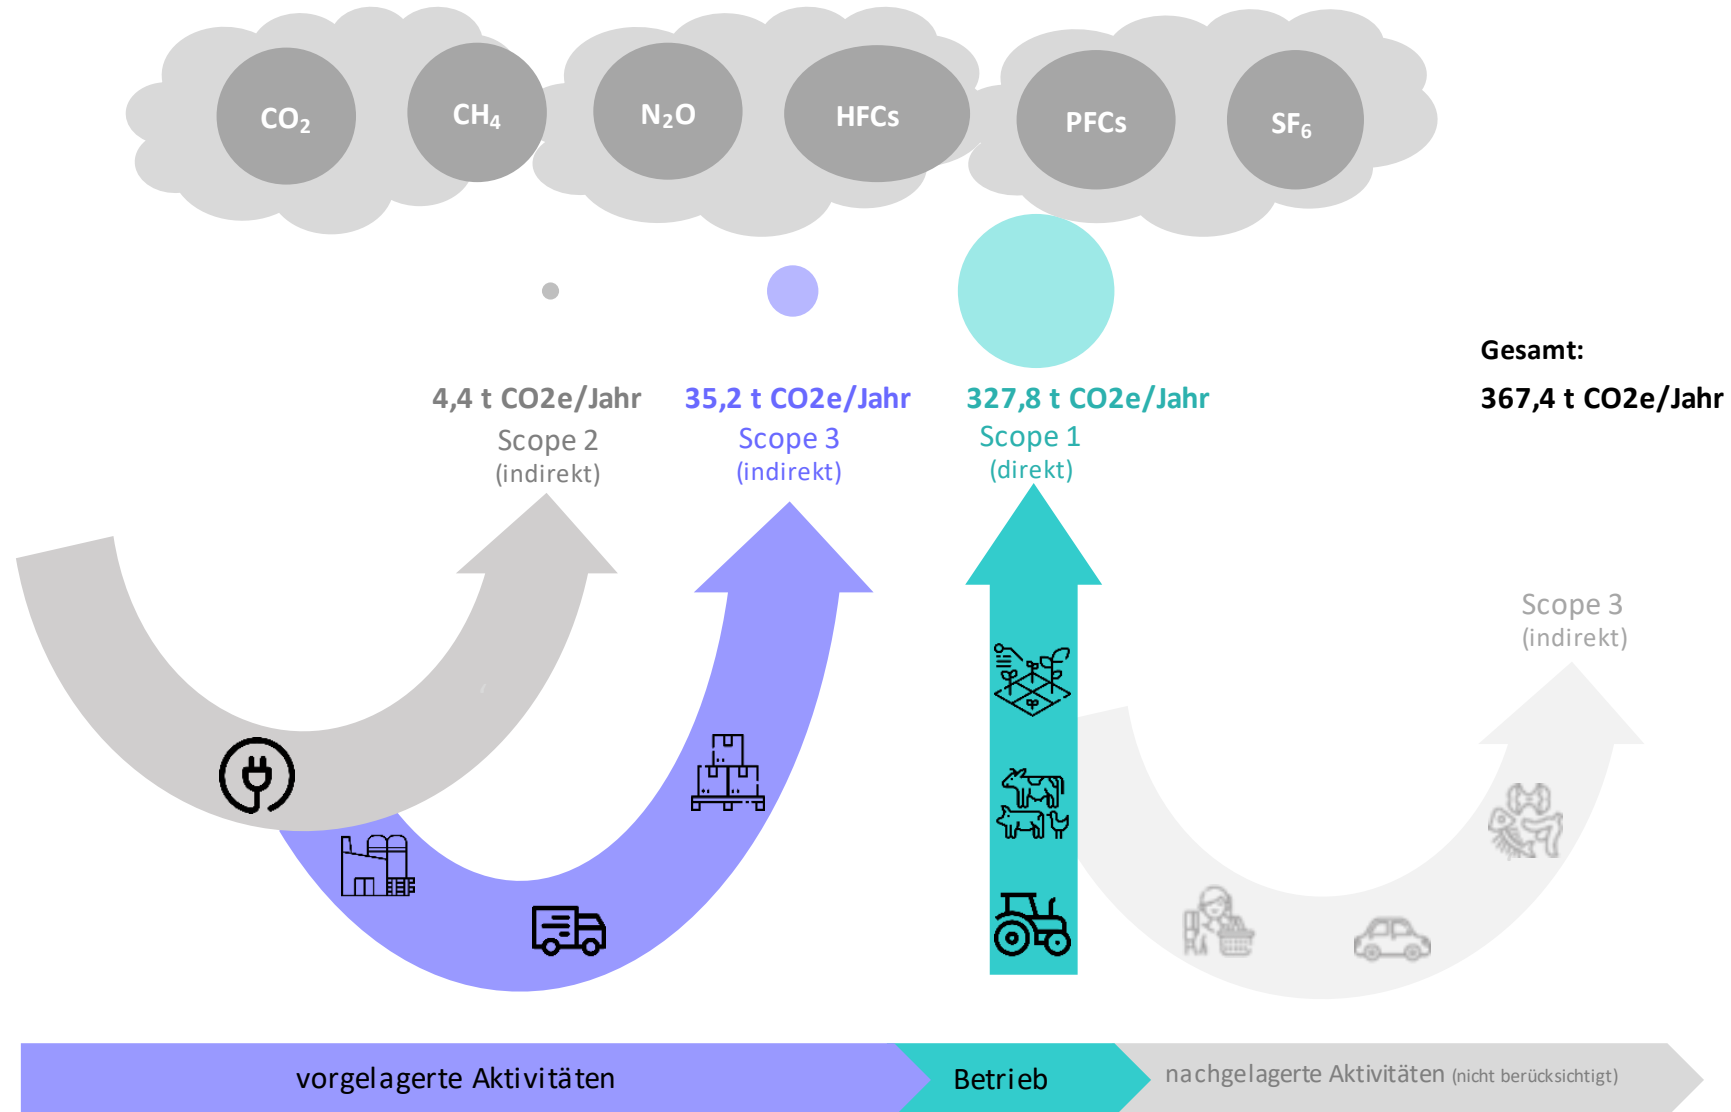 CO₂
CH₄
N₂O
HFCs
PFCs
SF₆
Gesamt:
367,4 t CO2e/Jahr
4,4 t CO2e/Jahr
Scope 2
(indirekt)
35,2 t CO2e/Jahr
Scope 3
(indirekt)
327,8 t CO2e/Jahr
Scope 1
(direkt)
Scope 3
(indirekt)
vorgelagerte Aktivitäten
Betrieb
nachgelagerte Aktivitäten (nicht berücksichtigt)